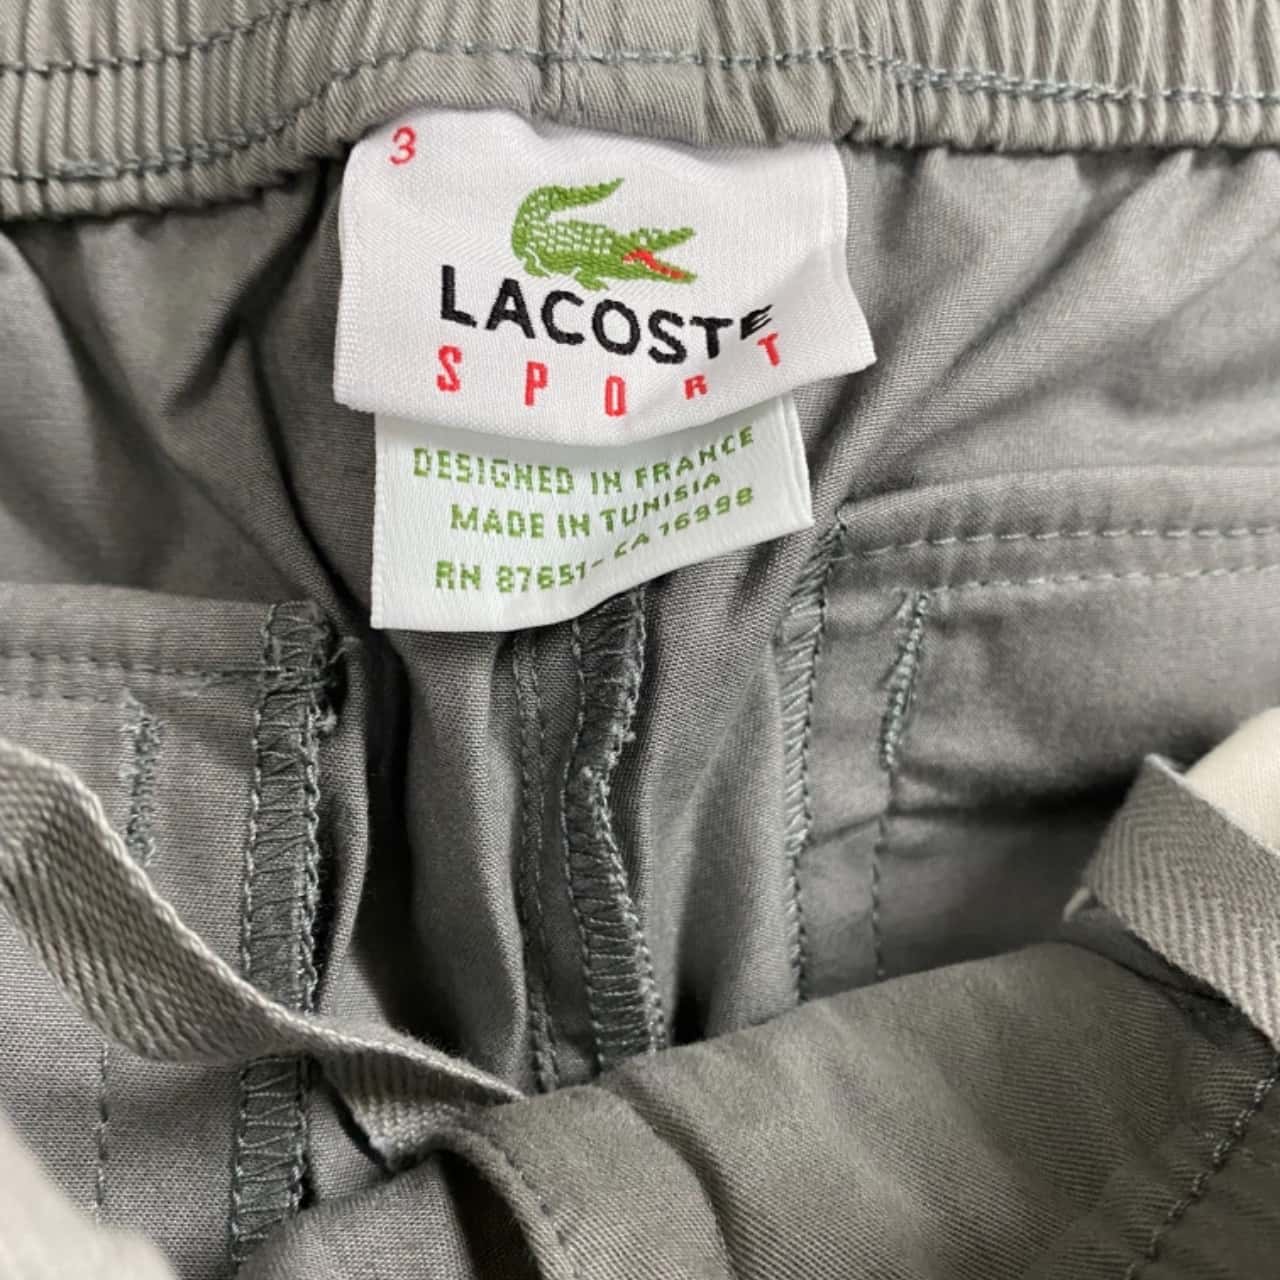 3
LACOSTE
SPORT
DESIGNED IN FRANCE
MADE IN TUNISIA
RN 87651- CA 16998